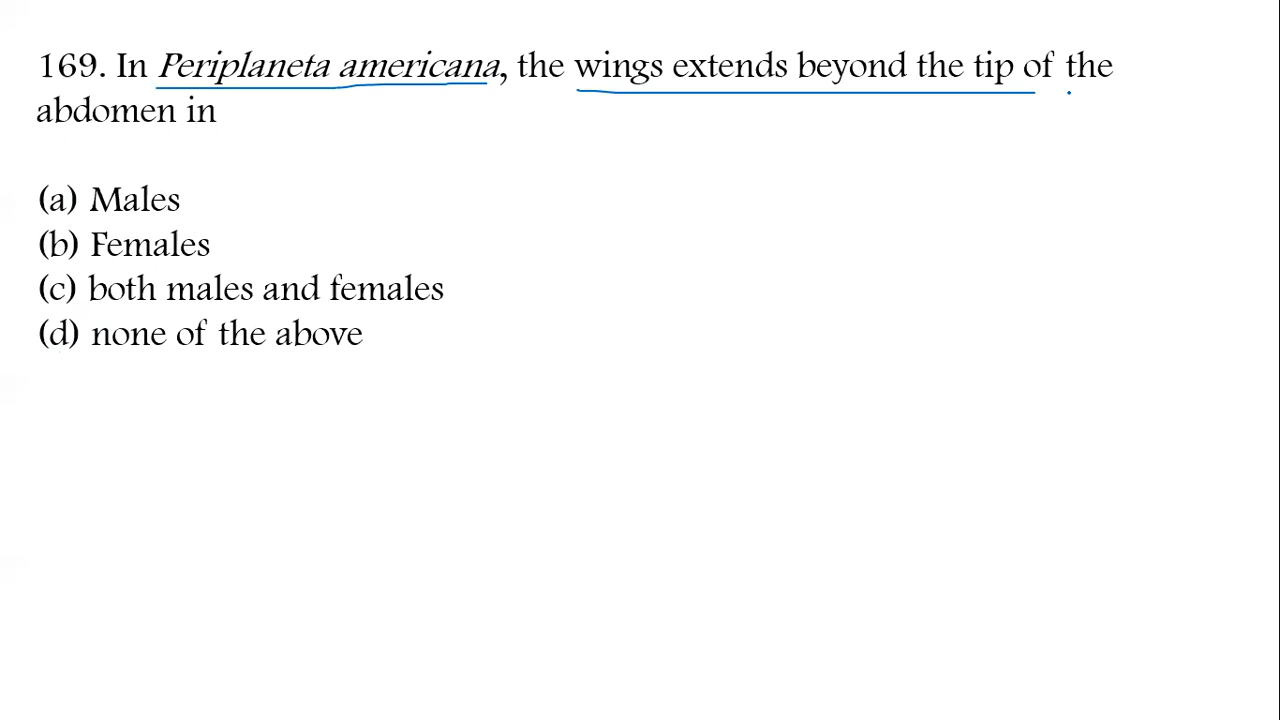 169. In Periplaneta americana, the wings extends beyond the tip of the
abdomen in
(a) Males
(b) Females
(c) both males and females
(d) none of the above